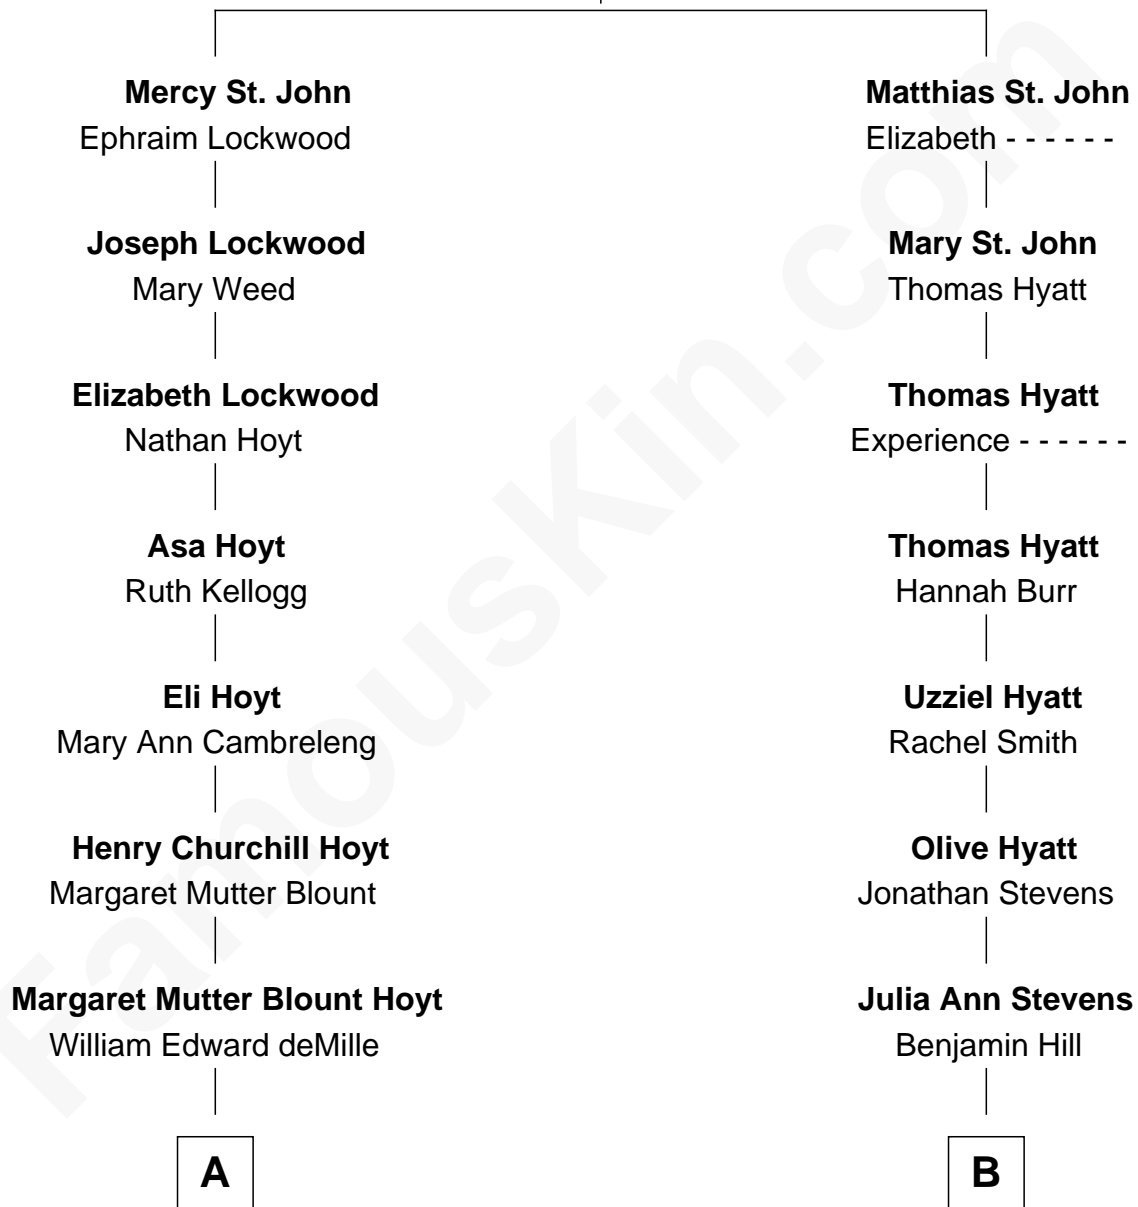 Mercy St. John
Ephraim Lockwood
Joseph Lockwood
Mary Weed
Elizabeth Lockwood
Nathan Hoyt
Asa Hoyt
Ruth Kellogg
Eli Hoyt
Mary Ann Cambreleng
Henry Churchill Hoyt
Margaret Mutter Blount
Margaret Mutter Blount Hoyt
William Edward deMille
A
Matthias St. John
Elizabeth - - - - - -
Mary St. John
Thomas Hyatt
Thomas Hyatt
Experience - - - - - -
Thomas Hyatt
Hannah Burr
Uzziel Hyatt
Rachel Smith
Olive Hyatt
Jonathan Stevens
Julia Ann Stevens
Benjamin Hill
B
FamousKin.com